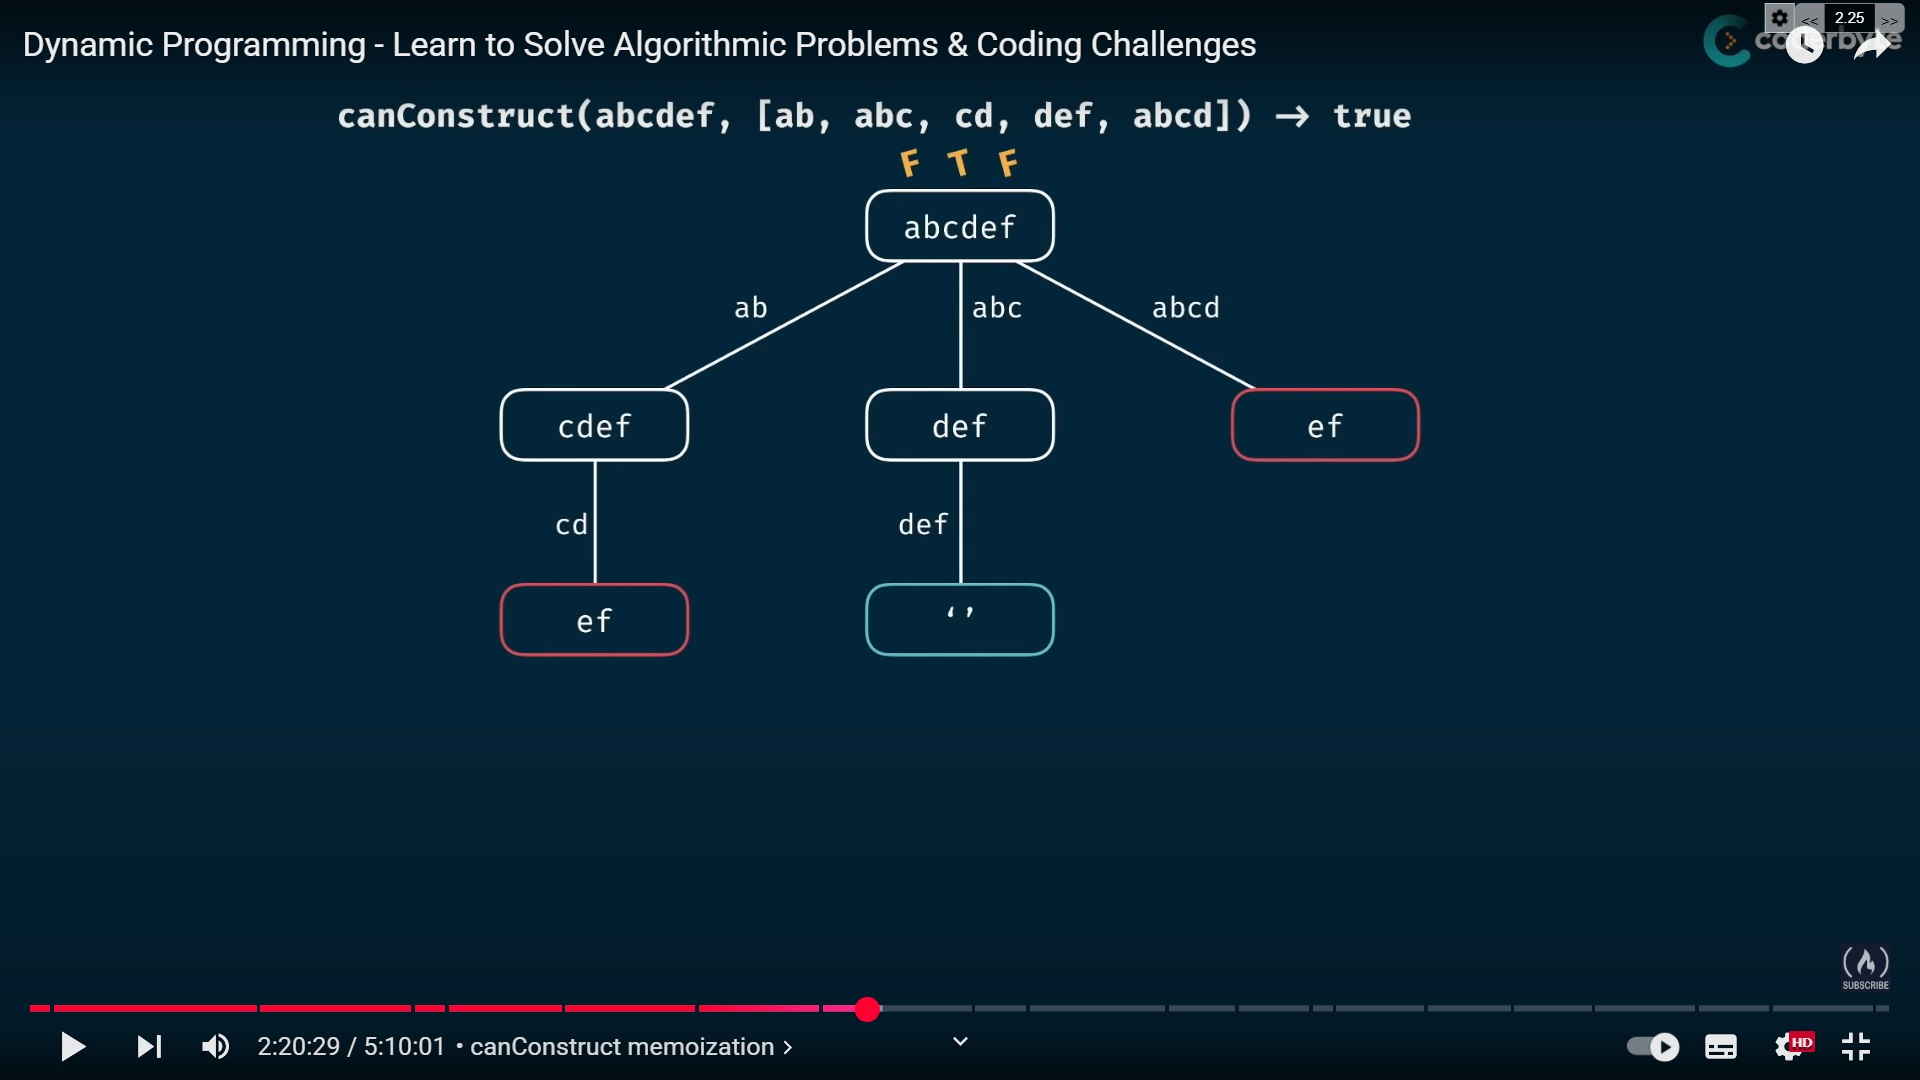 Dynamic Programming - Learn to Solve Algorithmic Problems & Coding Challenges
<< 2.25 >>
coderbyte
canConstruct(abcdef, [ab, abc, cd, def, abcd]) → true
F T F
abcdef
ab abc abcd
cdef def ef
cd def
ef ‘’
SUBSCRIBE
2:20:29 / 5:10:01 • canConstruct memoization >
HD